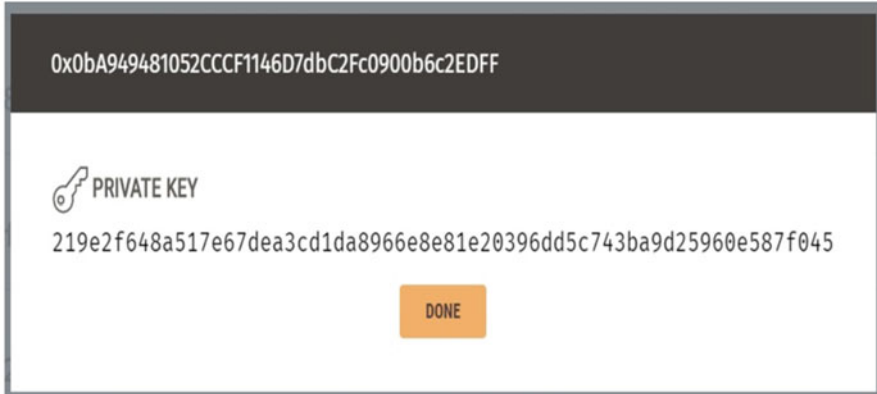 0x0bA949481052CCCF1146D7dbC2Fc0900b6c2EDFF
PRIVATE KEY
219e2f648a517e67dea3cd1da8966e8e81e20396dd5c743ba9d25960e587f045
DONE